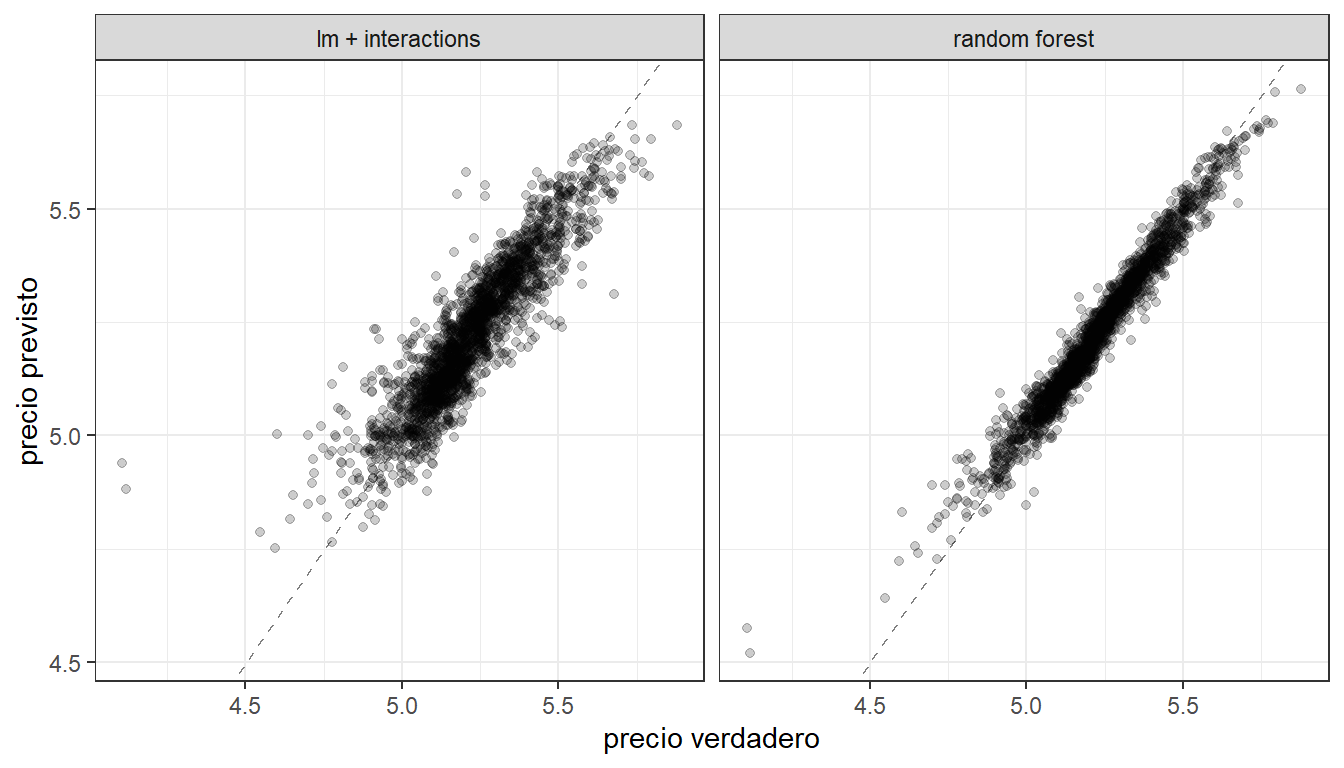 lm + interactions
random forest
precio previsto
5.5
5.0
4.5
4.5 5.0 5.5
4.5 5.0 5.5
precio verdadero